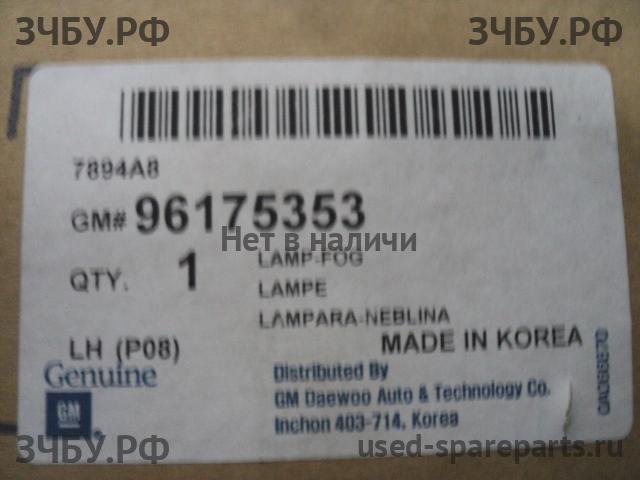 ЗЧБУ.РФ ЗЧБУ.РФ
7894A8
GM# 96175353
Нет в наличи
QTY. 1 LAMP-FOG
LAMPE
LAMPARA-NEBLINA
LH (P08) MADE IN KOREA
Genuine Distributed By
GM GM Daewoo Auto & Technology Co.
Inchon 403-714, Korea
ЗЧБУ.РФ used-spareparts.ru